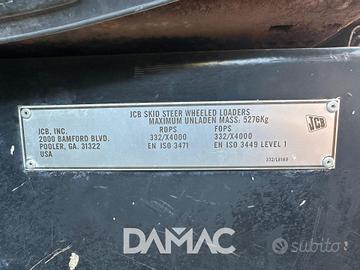 JCB SKID STEER WHEELED LOADERS
MAXIMUM UNLADEN MASS: 5276Kg
JCB, INC.
2000 BAMFORD BLVD.
POOLER, GA. 31322
USA
ROPS
332/X4000
EN ISO 3471
FOPS
332/X4000
EN ISO 3449 LEVEL 1
JCB
DAMAC
subito